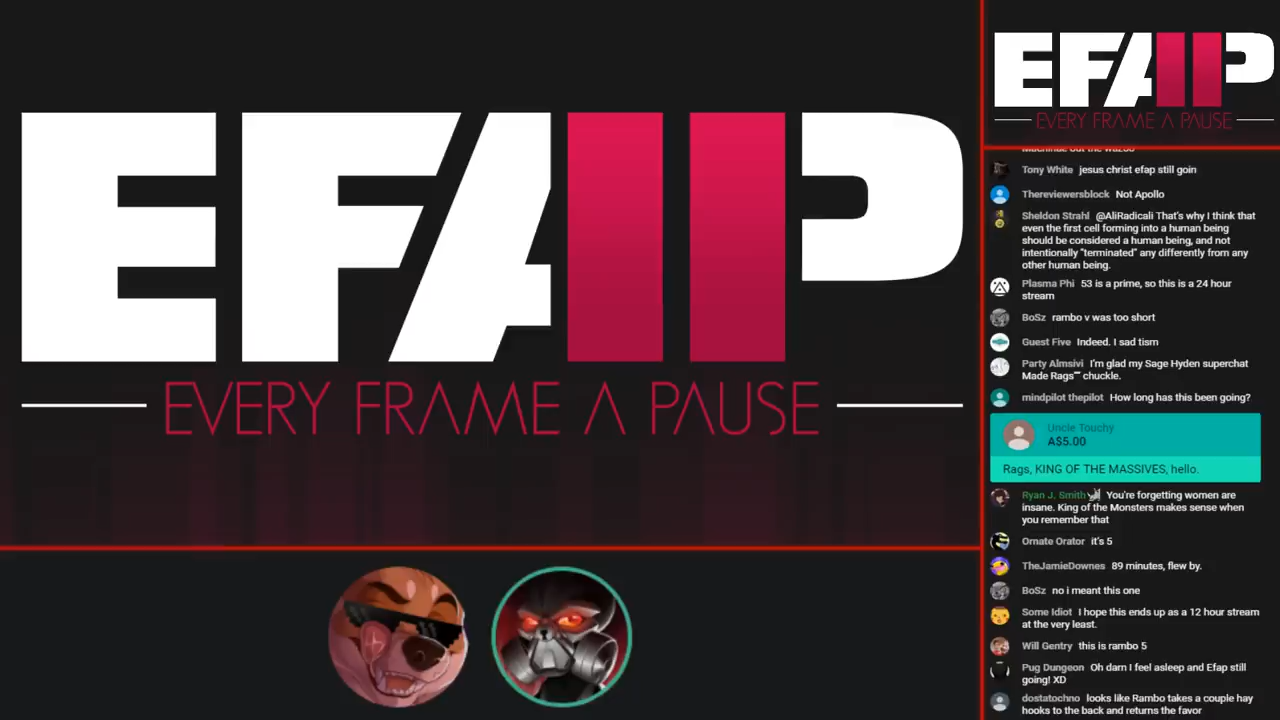 EFAP
EVERY FRAME A PAUSE
EFAP
EVERY FRAME A PAUSE
Machinae out the wazoo
Tony White jesus christ efap still goin
Thereviewersblock Not Apollo
Sheldon Strahl @AliRadicali That's why I think that
even the first cell forming into a human being
should be considered a human being, and not
intentionally "terminated" any differently from any
other human being.
Plasma Phi 53 is a prime, so this is a 24 hour
stream
BoSz rambo v was too short
Guest Five Indeed. I sad tism
Party Almsivi I'm glad my Sage Hyden superchat
Made Rags™ chuckle.
mindpilot thepilot How long has this been going?
Uncle Touchy
A$5.00
Rags, KING OF THE MASSIVES, hello.
Ryan J. Smith You're forgetting women are
insane. King of the Monsters makes sense when
you remember that
Ornate Orator it's 5
TheJamieDownes 89 minutes, flew by.
BoSz no i meant this one
Some Idiot I hope this ends up as a 12 hour stream
at the very least.
Will Gentry this is rambo 5
Pug Dungeon Oh darn I feel asleep and Efap still
going! XD
dostatochno looks like Rambo takes a couple hay
hooks to the back and returns the favor